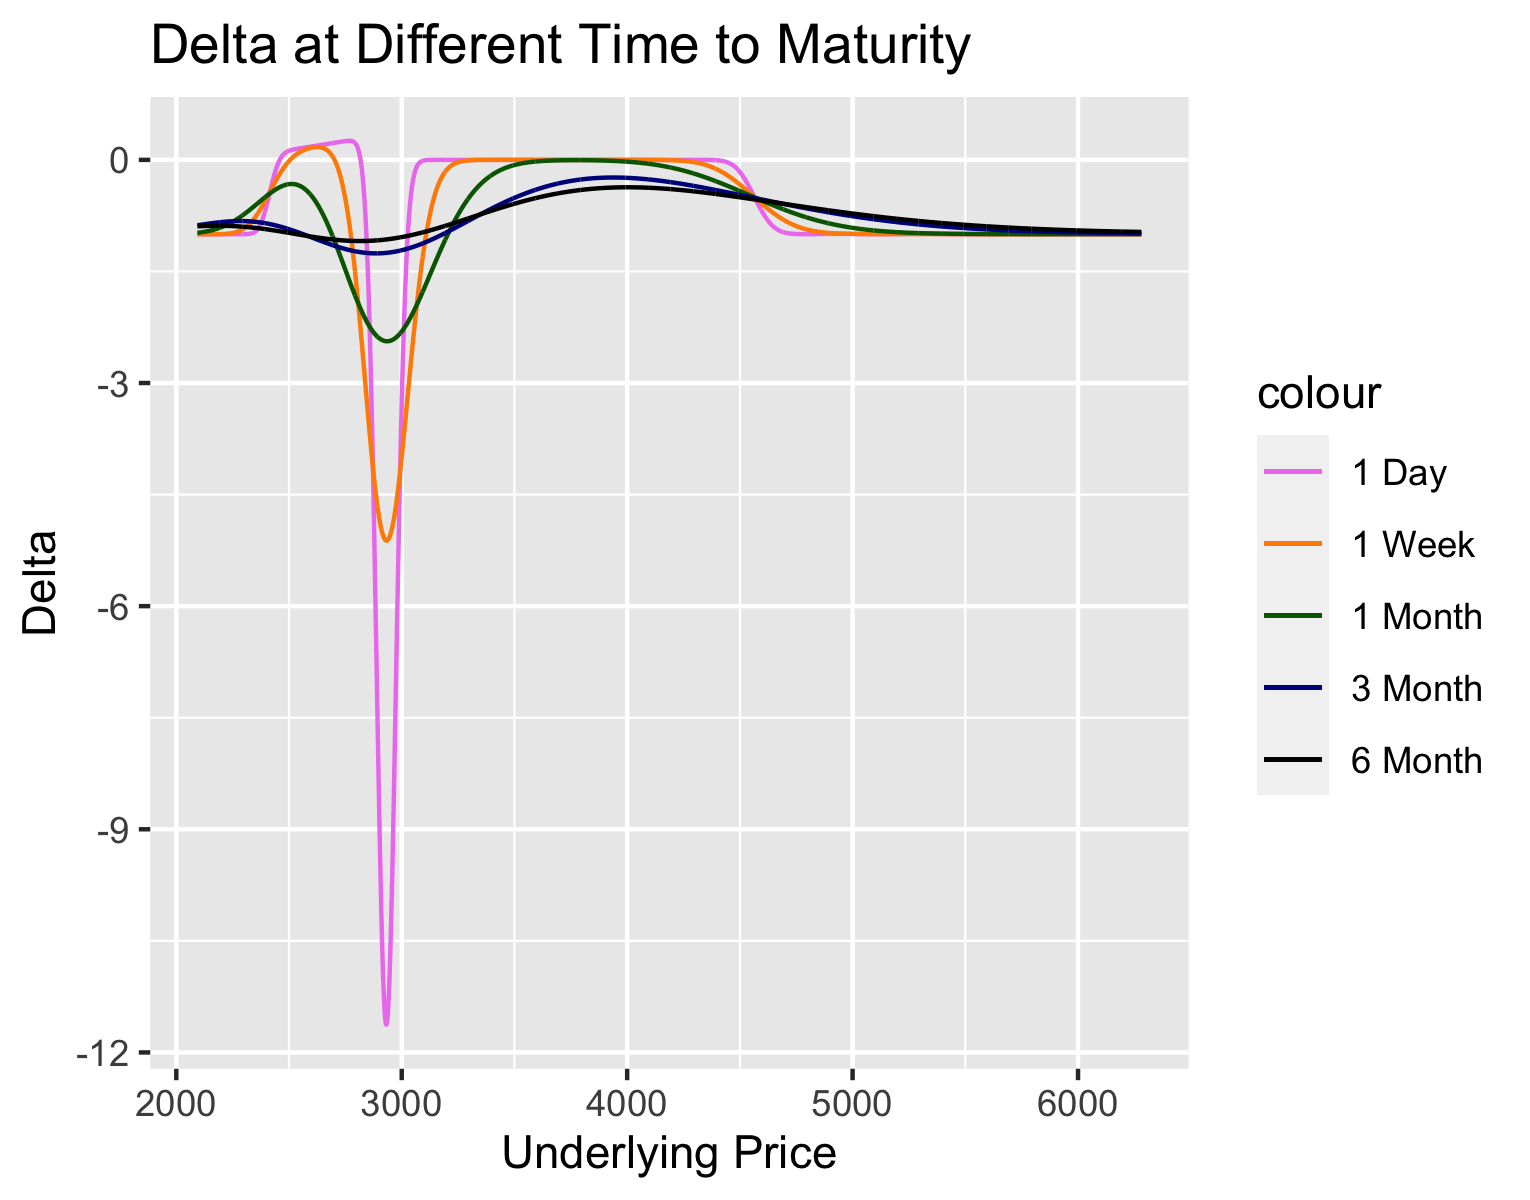 Delta at Different Time to Maturity
0
-3
-6
-9
-12
Delta
2000 3000 4000 5000 6000
Underlying Price
colour
1 Day
1 Week
1 Month
3 Month
6 Month